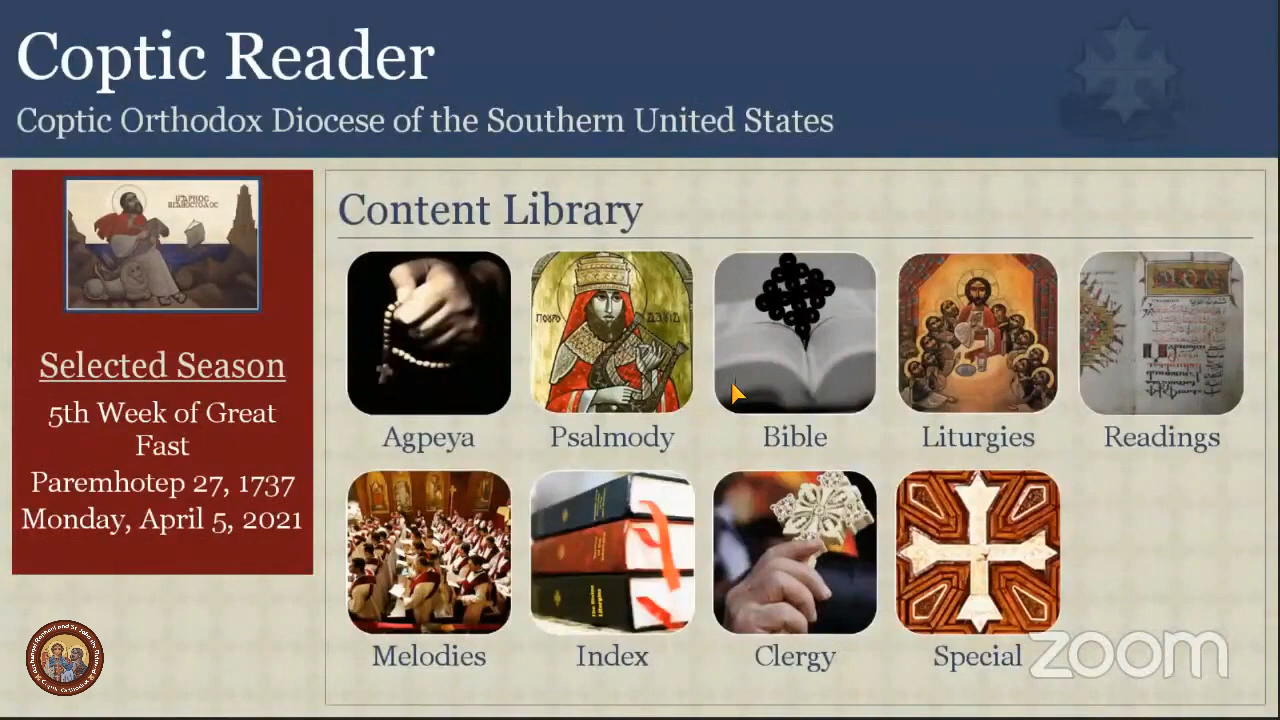 Coptic Reader
Coptic Orthodox Diocese of the Southern United States
Selected Season
5th Week of Great
Fast
Paremhotep 27, 1737
Monday, April 5, 2021
Content Library
Agpeya
Psalmody
Bible
Liturgies
Readings
Melodies
Index
Clergy
Special
zoom